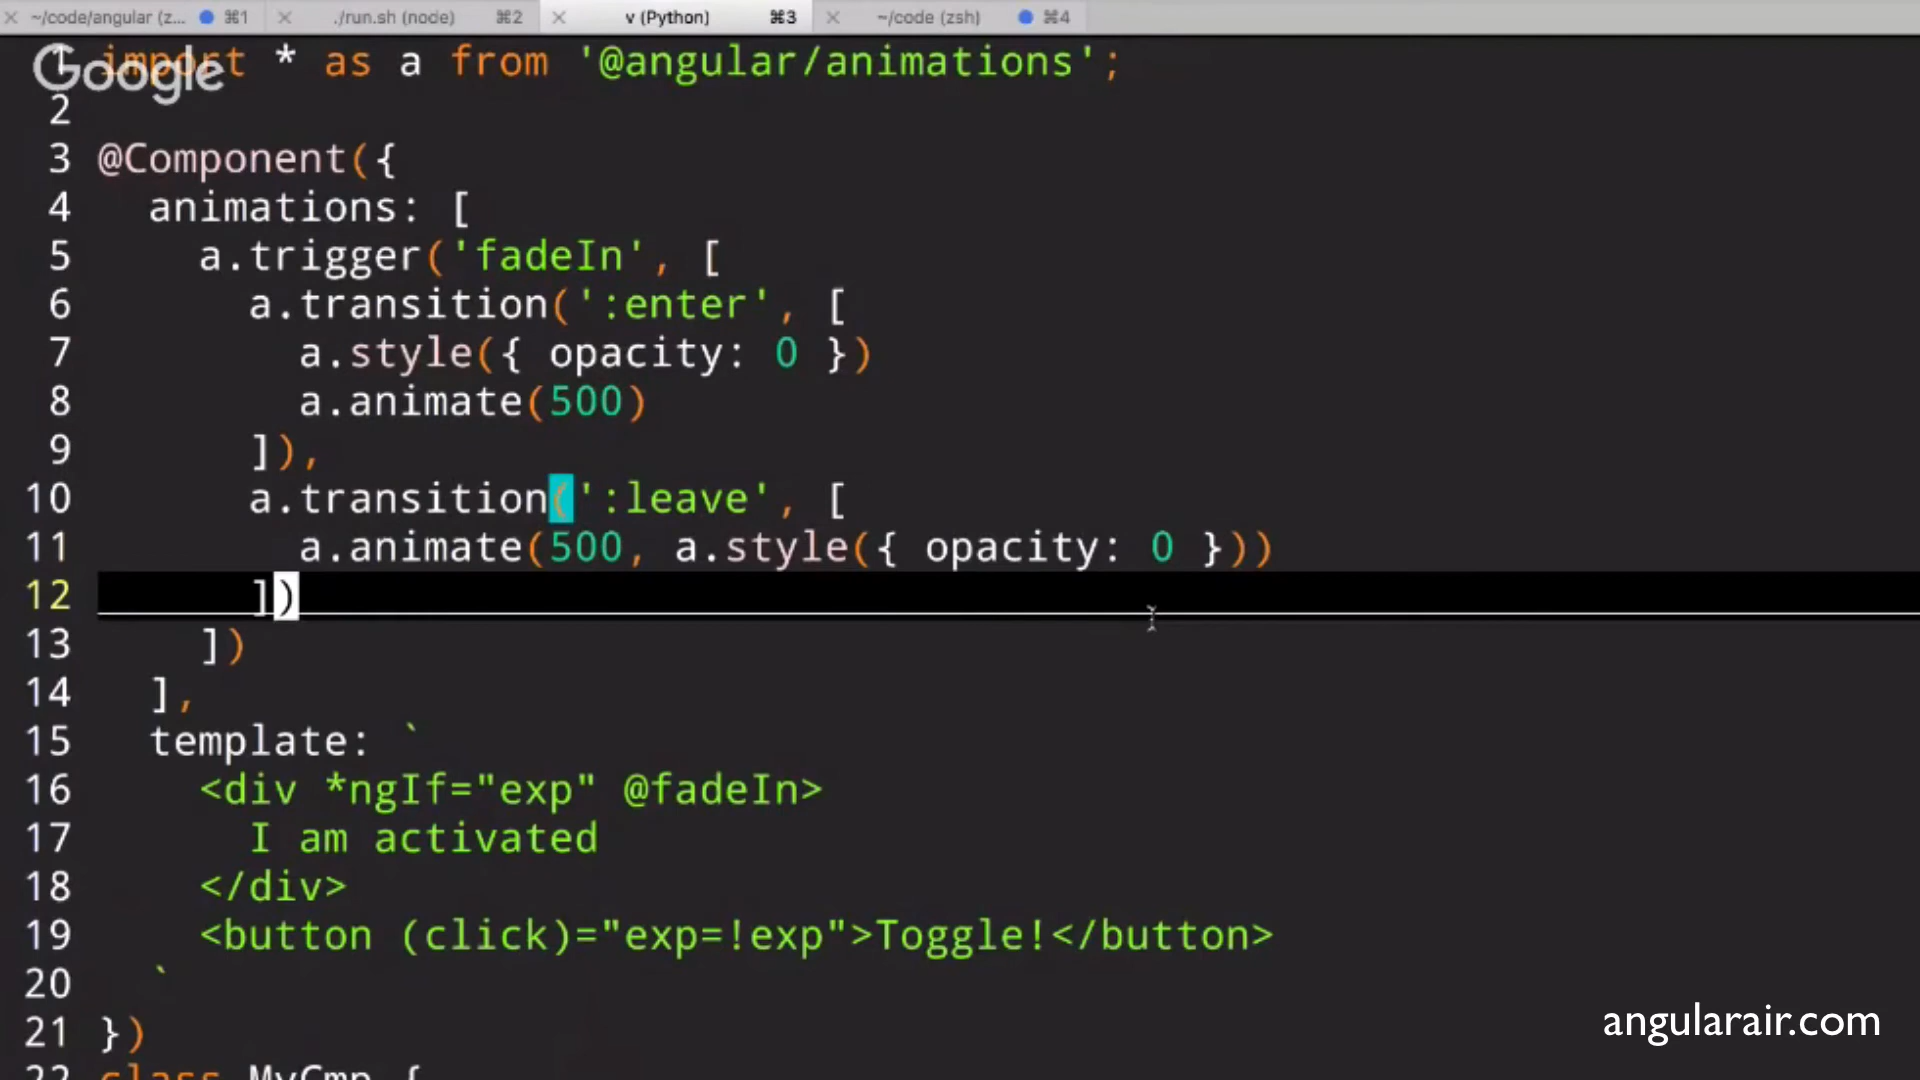 ~/code/angular (z... ⌘1 ./run.sh (node) ⌘2 v (Python) ⌘3 ~/code (zsh) ⌘4
Google
1 import * as a from '@angular/animations';
2
3 @Component({
4 animations: [
5 a.trigger('fadeIn', [
6 a.transition(':enter', [
7 a.style({ opacity: 0 })
8 a.animate(500)
9 ]),
10 a.transition(':leave', [
11 a.animate(500, a.style({ opacity: 0 }))
12 ])
13 ])
14 ],
15 template: `
16 <div *ngIf="exp" @fadeIn>
17 I am activated
18 </div>
19 <button (click)="exp=!exp">Toggle!</button>
20 `
21 })
22 class MyCmp {
angularair.com